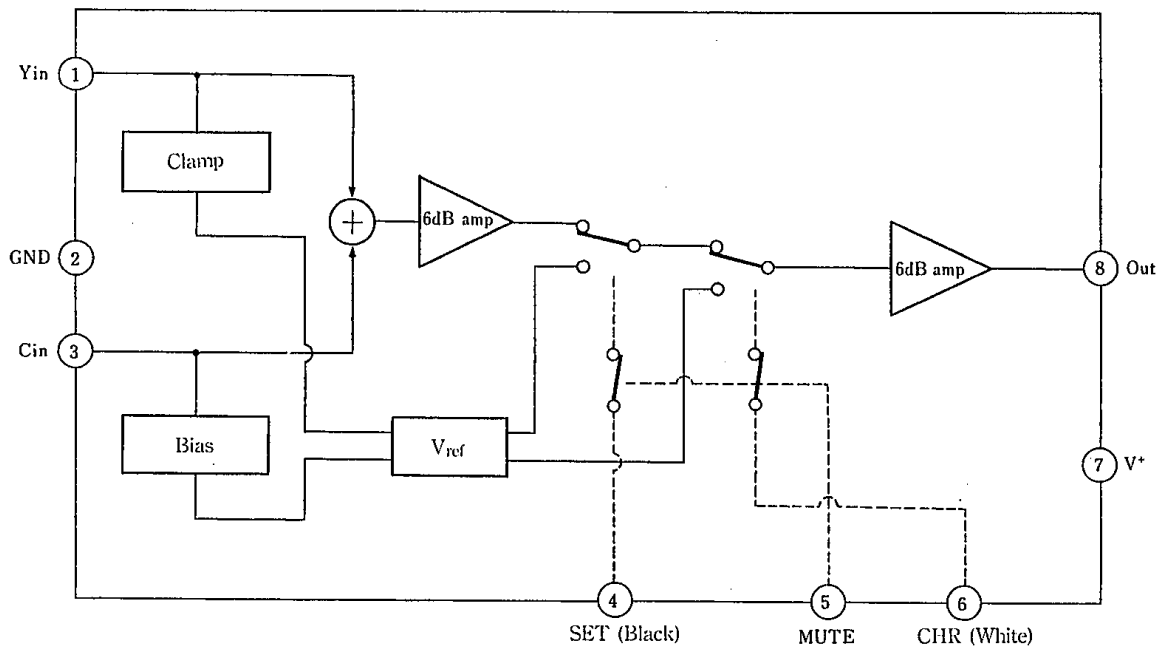 Yin 1
Clamp
GND 2
6dB amp
+
6dB amp
8 Out
Cin 3
Bias
Vref
7 V+
4
5
6
SET (Black)
MUTE
CHR (White)